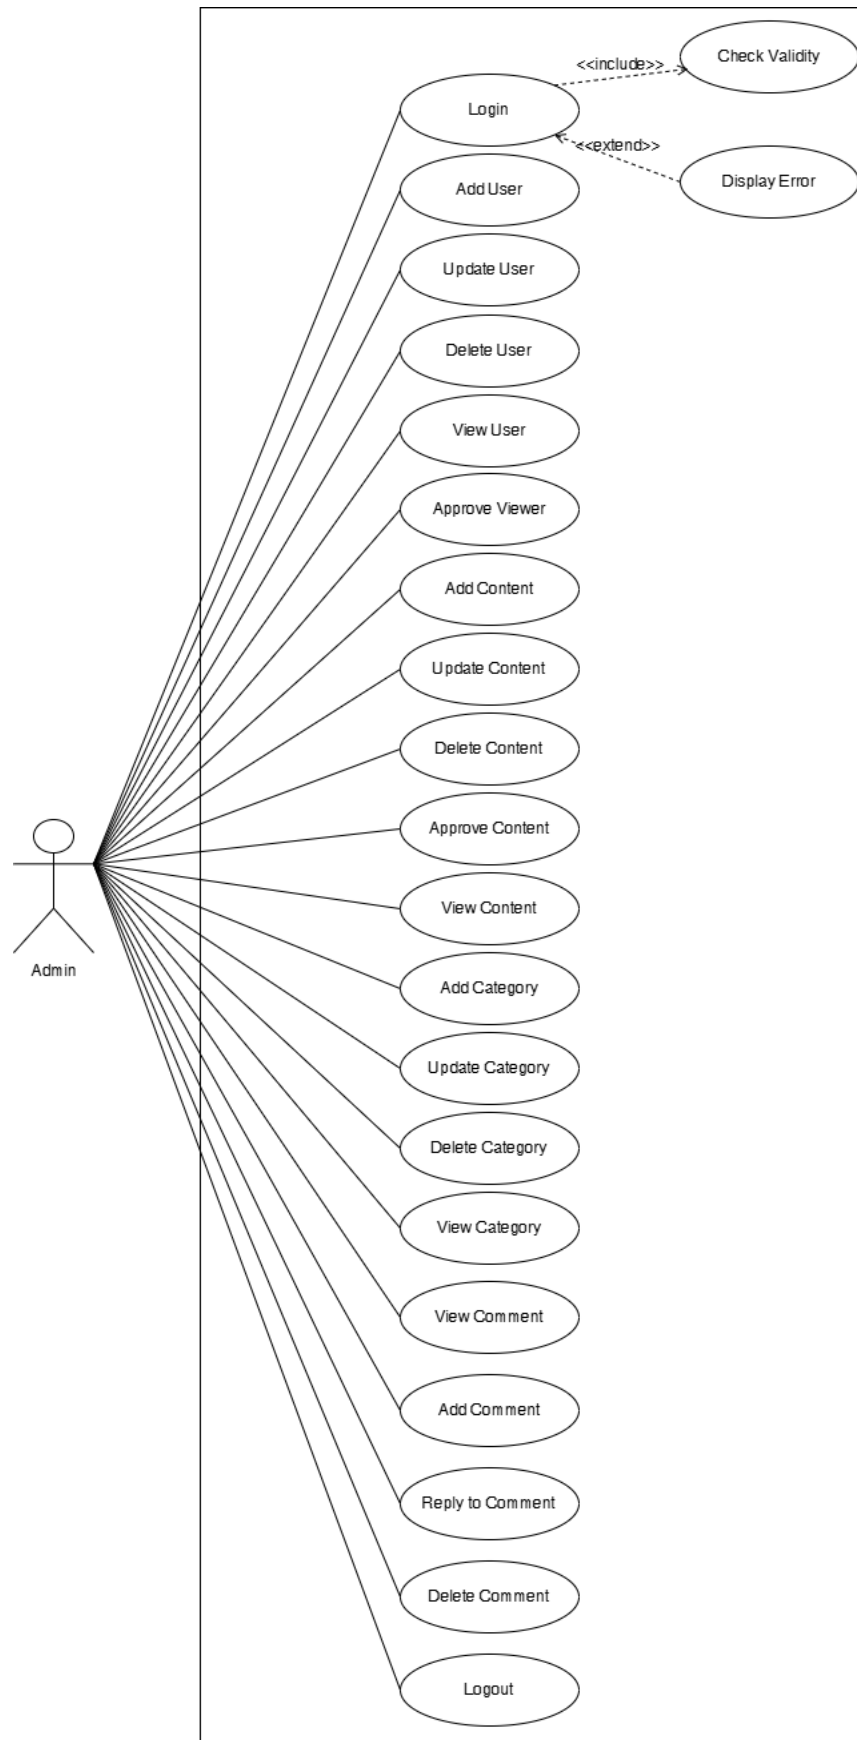 Check Validity
<<include>>
Login
<<extend>>
Display Error
Add User
Update User
Delete User
View User
Approve Viewer
Add Content
Update Content
Delete Content
Approve Content
View Content
Admin
Add Category
Update Category
Delete Category
View Category
View Comment
Add Comment
Reply to Comment
Delete Comment
Logout